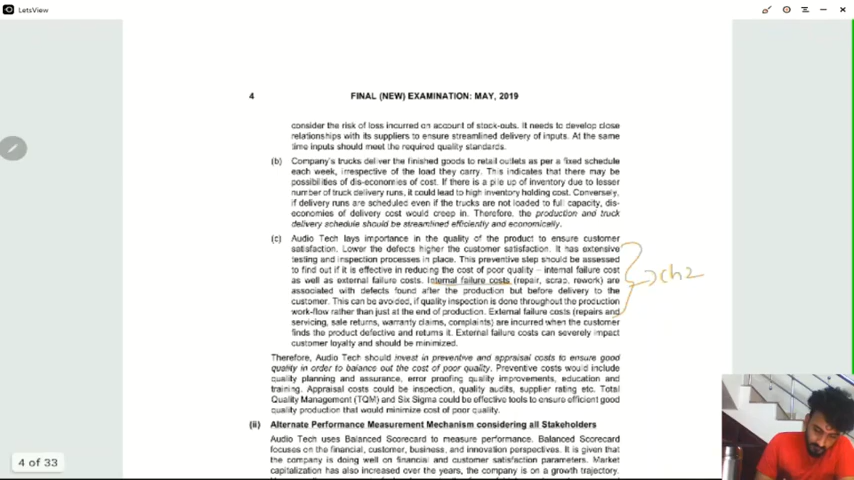 LetsView
4 FINAL (NEW) EXAMINATION: MAY, 2019
consider the risk of loss incurred on account of stock-outs. It needs to develop close
relationships with its suppliers to ensure streamlined delivery of inputs. At the same
time inputs should meet the required quality standards.
(b) Company's trucks deliver the finished goods to retail outlets as per a fixed schedule
each week, irrespective of the load they carry. This indicates that there may be
possibilities of dis-economies of cost. If there is a pile up of inventory due to lesser
number of truck delivery runs, it could lead to high inventory holding cost. Conversely,
if delivery runs are scheduled even if the trucks are not loaded to full capacity, dis-
economies of delivery cost would creep in. Therefore, the production and truck
delivery schedule should be streamlined efficiently and economically.
(c) Audio Tech lays importance in the quality of the product to ensure customer
satisfaction. Lower the defects higher the customer satisfaction. It has extensive
testing and inspection processes in place. This preventive step should be assessed
to find out if it is effective in reducing the cost of poor quality – internal failure cost
as well as external failure costs. Internal failure costs (repair, scrap, rework) are
associated with defects found after the production but before delivery to the
customer. This can be avoided, if quality inspection is done throughout the production
work-flow rather than just at the end of production. External failure costs (repairs and
servicing, sale returns, warranty claims, complaints) are incurred when the customer
finds the product defective and returns it. External failure costs can severely impact
customer loyalty and should be minimized.
ch2
Therefore, Audio Tech should invest in preventive and appraisal costs to ensure good
quality in order to balance out the cost of poor quality. Preventive costs would include
quality planning and assurance, error proofing quality improvements, education and
training. Appraisal costs could be inspection, quality audits, supplier rating etc. Total
Quality Management (TQM) and Six Sigma could be effective tools to ensure efficient good
quality production that would minimize cost of poor quality.
(ii) Alternate Performance Measurement Mechanism considering all Stakeholders
Audio Tech uses Balanced Scorecard to measure performance. Balanced Scorecard
focuses on the financial, customer, business, and innovation perspectives. It is given that
the company is doing well on financial and customer satisfaction parameters. Market
capitalization has also increased over the years, the company is on a growth trajectory.
4 of 33